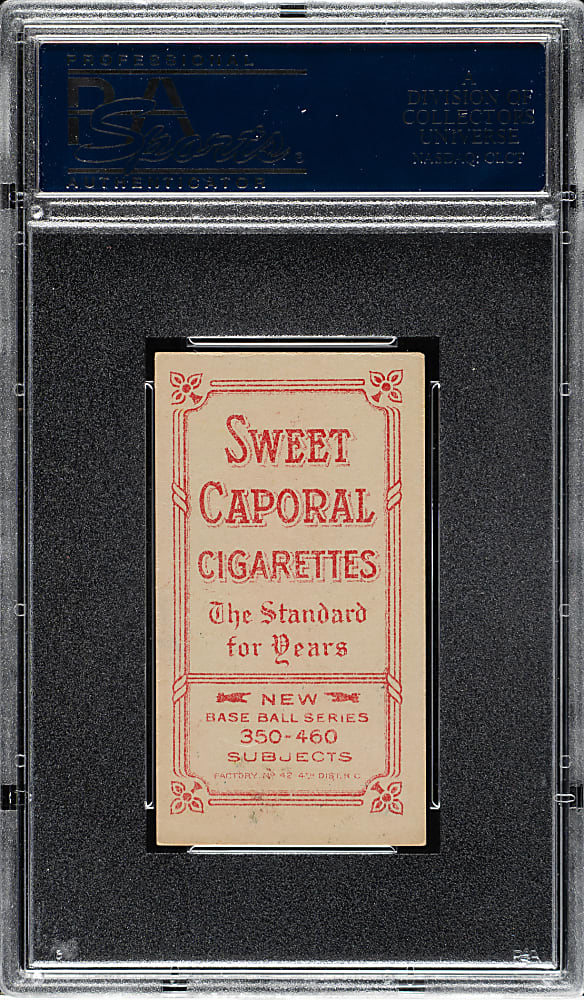 PROFESSIONAL
PSA
Sports
AUTHENTICATOR
A
DIVISION OF
COLLECTORS
UNIVERSE
NASDAQ: CLCT
SWEET
CAPORAL
CIGARETTES
The Standard
for Years
NEW
BASE BALL SERIES
350-460
SUBJECTS
FACTORY Nº 42 4TH DIST. N.C.
PSA